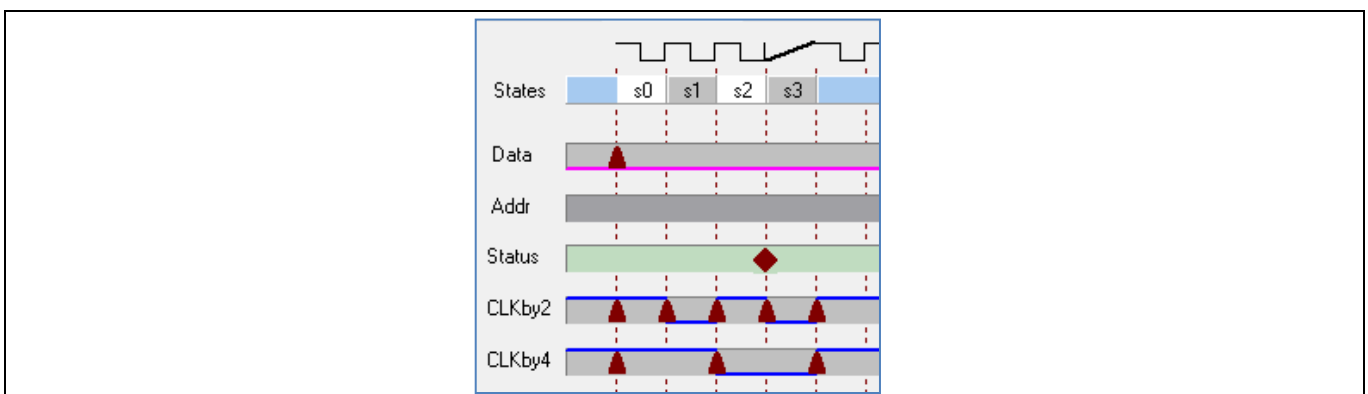 States s0 s1 s2 s3
Data
Addr
Status
CLKby2
CLKby4